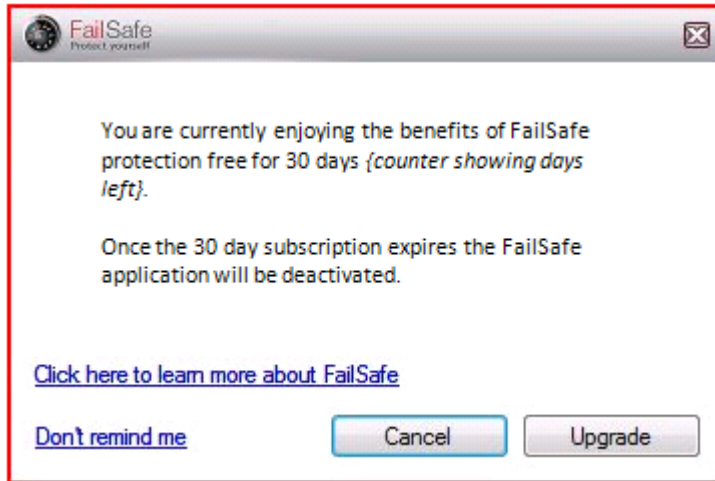 FailSafe
Protect yourself
You are currently enjoying the benefits of FailSafe
protection free for 30 days {counter showing days
left}.
Once the 30 day subscription expires the FailSafe
application will be deactivated.
Click here to learn more about FailSafe
Don't remind me
Cancel
Upgrade